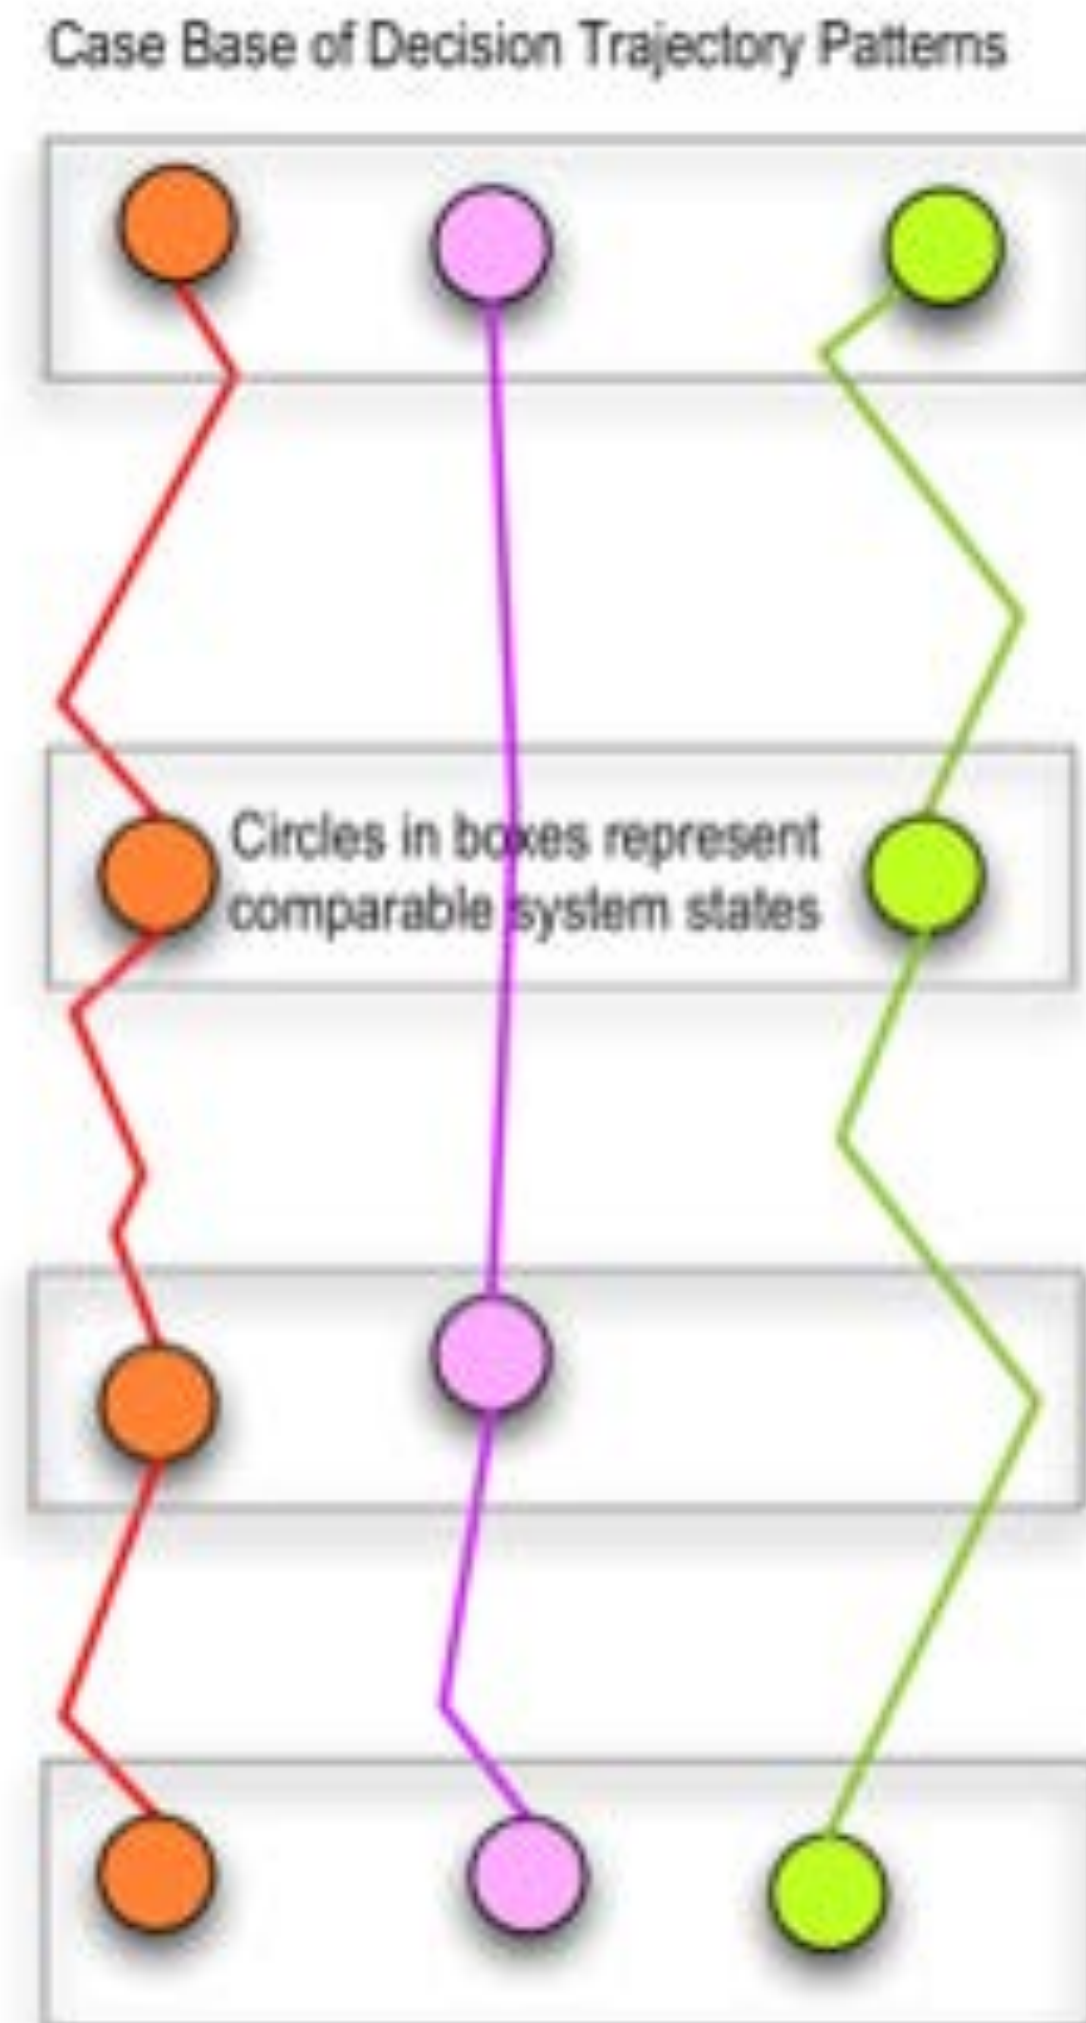 Case Base of Decision Trajectory Patterns
Circles in boxes represent
comparable system states